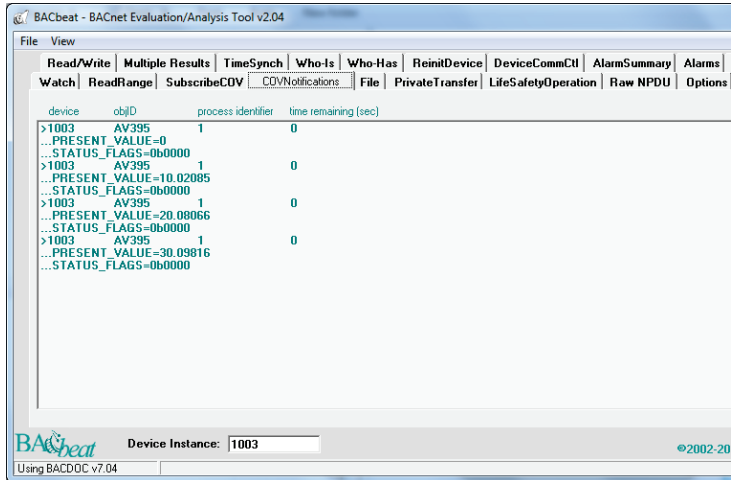 BACbeat - BACnet Evaluation/Analysis Tool v2.04
File View
Read/Write Multiple Results TimeSynch Who-Is Who-Has ReinitDevice DeviceCommCtl AlarmSummary Alarms
Watch ReadRange SubscribeCOV COVNotifications File PrivateTransfer LifeSafetyOperation Raw NPDU Options
device objID process identifier time remaining (sec)
>1003 AV395 1 0
...PRESENT_VALUE=0
...STATUS_FLAGS=0b0000
>1003 AV395 1 0
...PRESENT_VALUE=10.02085
...STATUS_FLAGS=0b0000
>1003 AV395 1 0
...PRESENT_VALUE=20.08066
...STATUS_FLAGS=0b0000
>1003 AV395 1 0
...PRESENT_VALUE=30.09816
...STATUS_FLAGS=0b0000
BACbeat Device Instance: 1003
©2002-20
Using BACDOC v7.04